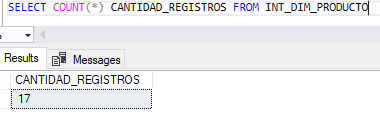 SELECT COUNT(*) CANTIDAD_REGISTROS FROM INT_DIM_PRODUCTO
Results Messages
CANTIDAD_REGISTROS
17